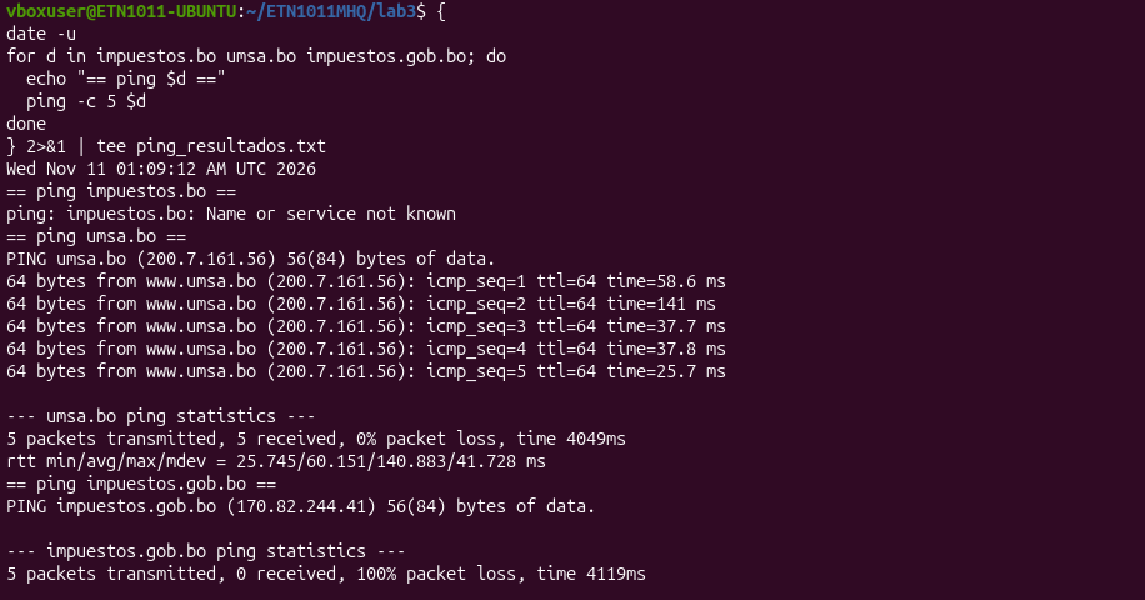 vboxuser@ETN1011-UBUNTU:~/ETN1011MHQ/lab3$ {
date -u
for d in impuestos.bo umsa.bo impuestos.gob.bo; do
  echo "== ping $d =="
  ping -c 5 $d
done
} 2>&1 | tee ping_resultados.txt
Wed Nov 11 01:09:12 AM UTC 2026
== ping impuestos.bo ==
ping: impuestos.bo: Name or service not known
== ping umsa.bo ==
PING umsa.bo (200.7.161.56) 56(84) bytes of data.
64 bytes from www.umsa.bo (200.7.161.56): icmp_seq=1 ttl=64 time=58.6 ms
64 bytes from www.umsa.bo (200.7.161.56): icmp_seq=2 ttl=64 time=141 ms
64 bytes from www.umsa.bo (200.7.161.56): icmp_seq=3 ttl=64 time=37.7 ms
64 bytes from www.umsa.bo (200.7.161.56): icmp_seq=4 ttl=64 time=37.8 ms
64 bytes from www.umsa.bo (200.7.161.56): icmp_seq=5 ttl=64 time=25.7 ms

--- umsa.bo ping statistics ---
5 packets transmitted, 5 received, 0% packet loss, time 4049ms
rtt min/avg/max/mdev = 25.745/60.151/140.883/41.728 ms
== ping impuestos.gob.bo ==
PING impuestos.gob.bo (170.82.244.41) 56(84) bytes of data.

--- impuestos.gob.bo ping statistics ---
5 packets transmitted, 0 received, 100% packet loss, time 4119ms